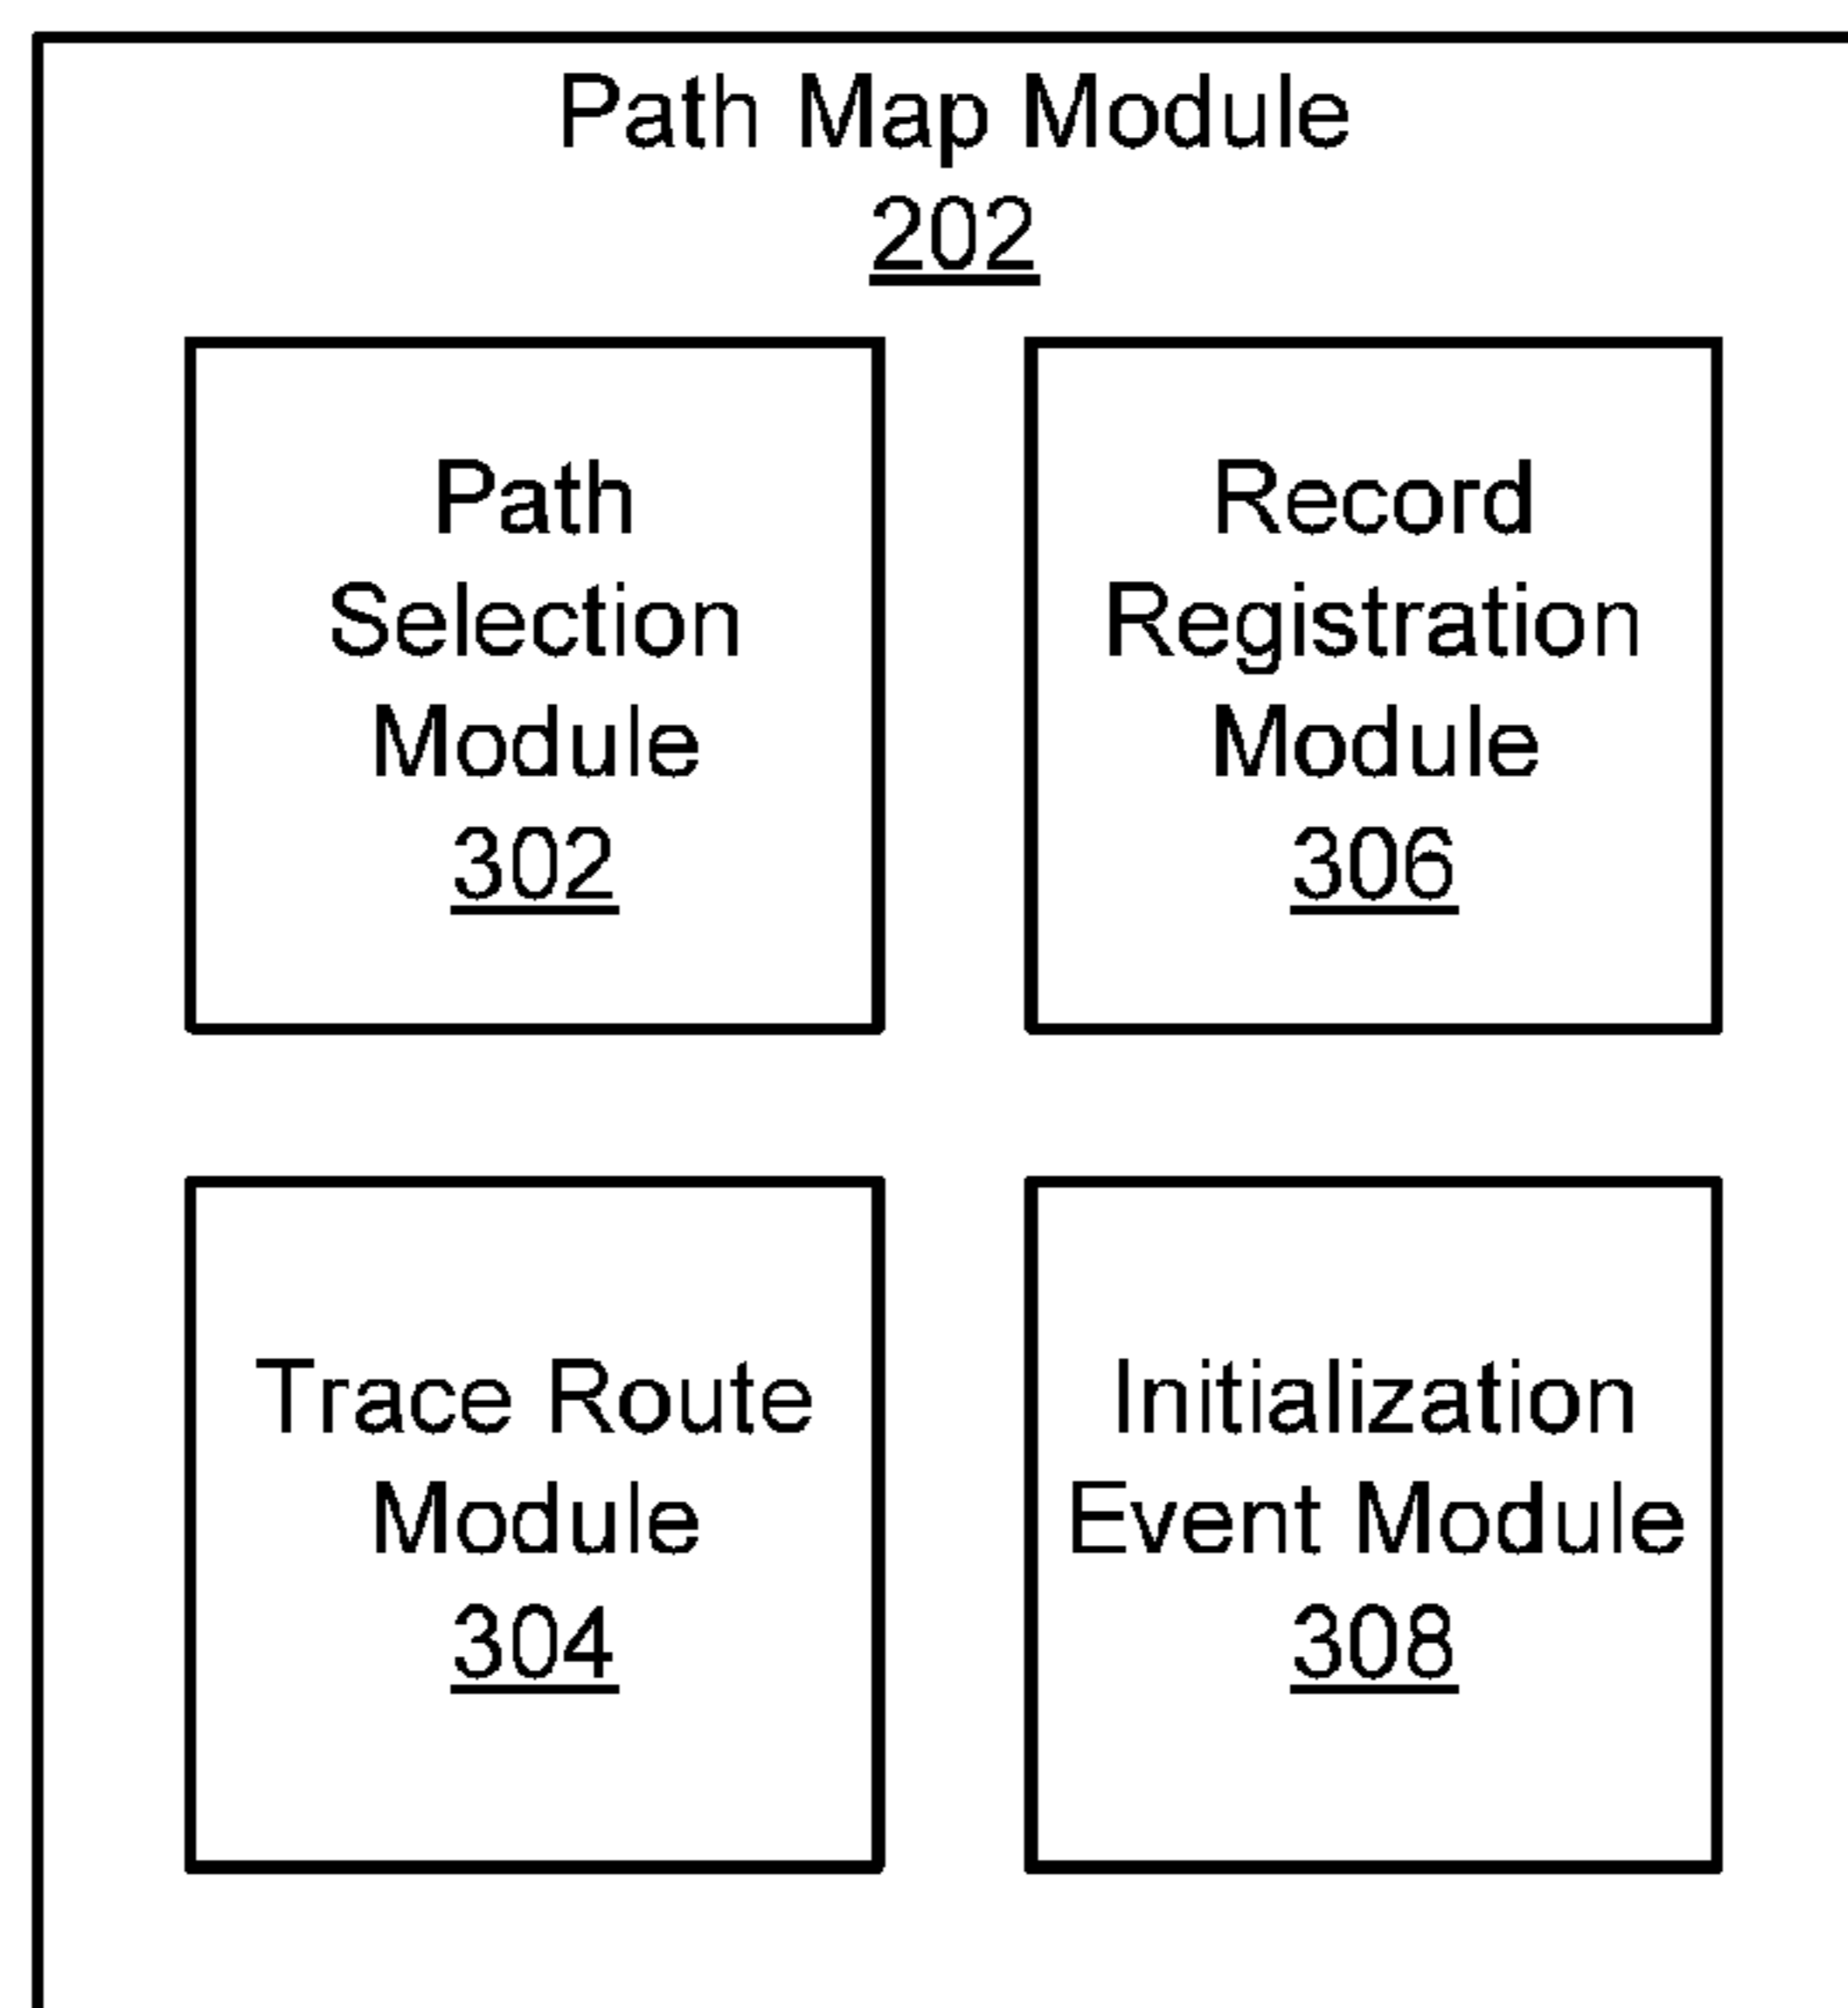 Path Map Module
202
Path
Selection
Module
302
Record
Registration
Module
306
Trace Route
Module
304
Initialization
Event Module
308